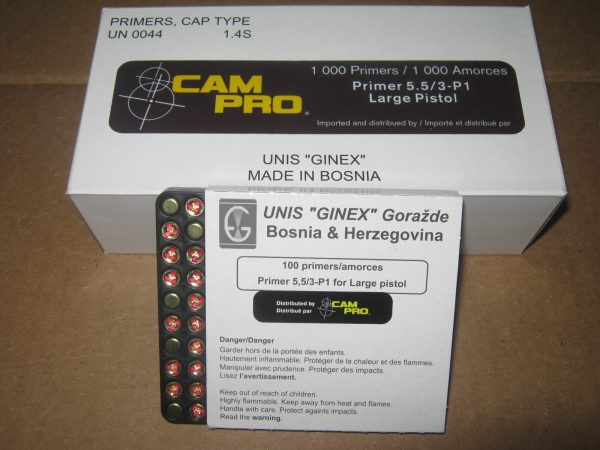 PRIMERS, CAP TYPE
UN 0044 1.4S
CAM PRO.
1 000 Primers / 1 000 Amorces
Primer 5.5/3-P1
Large Pistol
Imported and distribued by / Importé et distribué par
UNIS "GINEX"
MADE IN BOSNIA
UNIS "GINEX" Goražde
Bosnia & Herzegovina
100 primers/amorces
Primer 5,5/3-P1 for Large pistol
Distributed by
Distribué par
CAM PRO.
Danger/Danger
Garder hors de la portée des enfants.
Hautement inflammable. Protéger de la chaleur et des flammes.
Manipuler avec prudence. Protéger des impacts.
Lisez l'avertissement.
Keep out of reach of children.
Highly flammable. Keep away from heat and flames.
Handle with care. Protect againts impacts.
Read the warning.